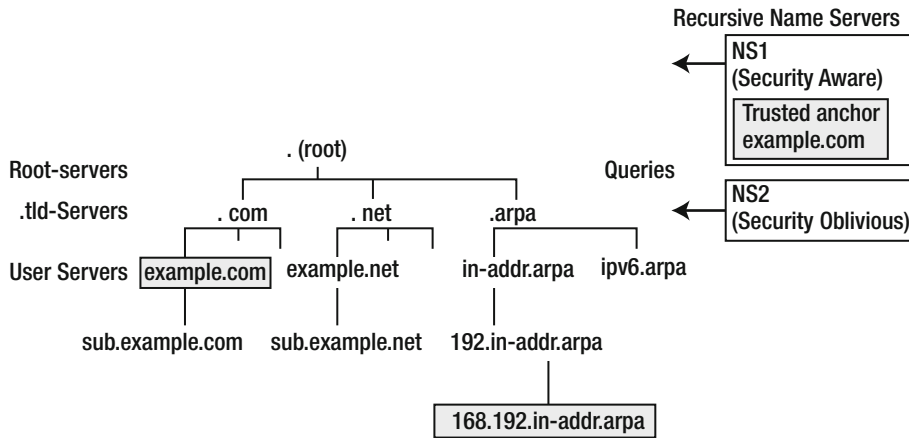 Recursive Name Servers
NS1
(Security Aware)
Trusted anchor
example.com
. (root)
Root-servers
Queries
.tld-Servers
. com
. net
.arpa
NS2
(Security Oblivious)
User Servers
example.com
example.net
in-addr.arpa
ipv6.arpa
sub.example.com
sub.example.net
192.in-addr.arpa
168.192.in-addr.arpa